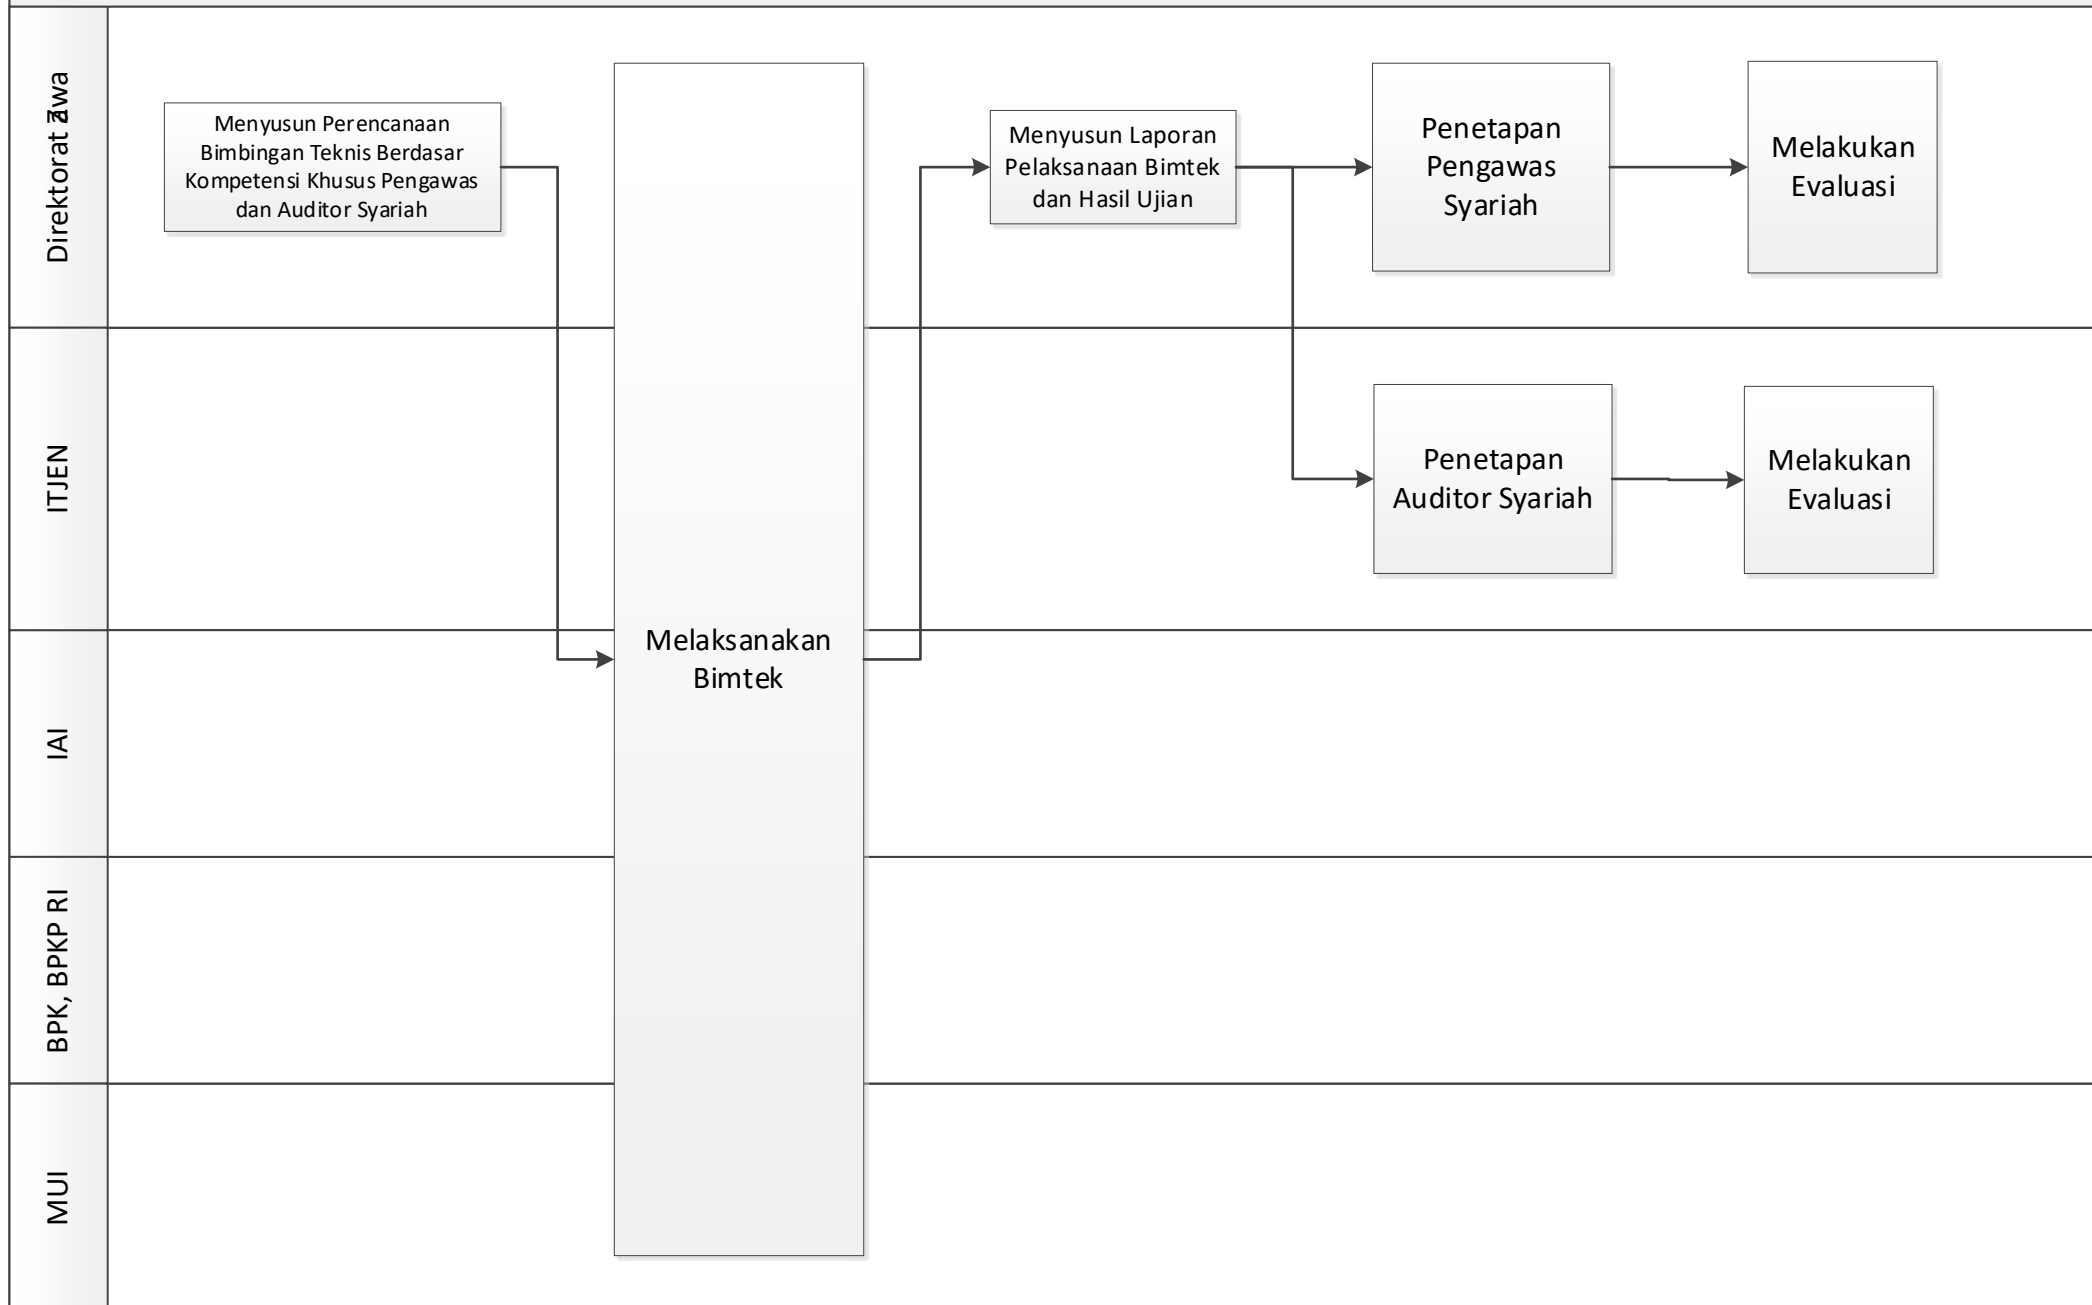 Direktorat
Menyusun Perencanaan
Bimbingan Teknis Berdasar
Kompetensi Khusus Pengawas
dan Auditor Syariah
Menyusun Laporan
Pelaksanaan Bimtek
dan Hasil Ujian
Penetapan
Pengawas
Syariah
Melakukan
Evaluasi
ITJEN
Penetapan
Auditor Syariah
Melakukan
Evaluasi
Melaksanakan
Bimtek
IAI
BPK, BPKP RI
MUI